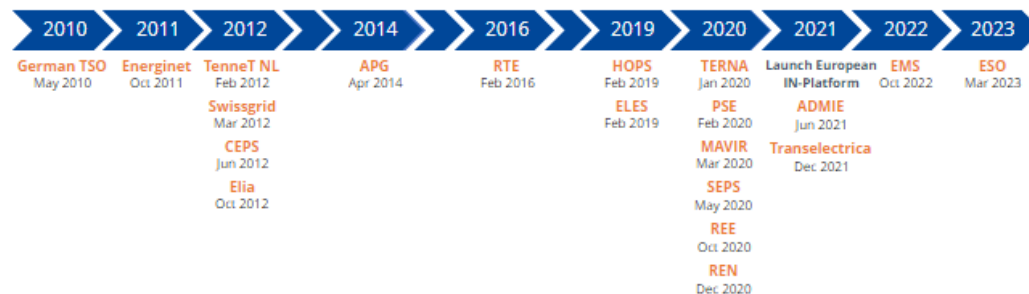 2010 2011 2012 2014 2016 2019 2020 2021 2022 2023
German TSO
May 2010
Energinet
Oct 2011
TenneT NL
Feb 2012
Swissgrid
Mar 2012
CEPS
Jun 2012
Elia
Oct 2012
APG
Apr 2014
RTE
Feb 2016
HOPS
Feb 2019
ELES
Feb 2019
TERNA
Jan 2020
PSE
Feb 2020
MAVIR
Mar 2020
SEPS
May 2020
REE
Oct 2020
REN
Dec 2020
Launch European
IN-Platform
ADMIE
Jun 2021
Transelectrica
Dec 2021
EMS
Oct 2022
ESO
Mar 2023